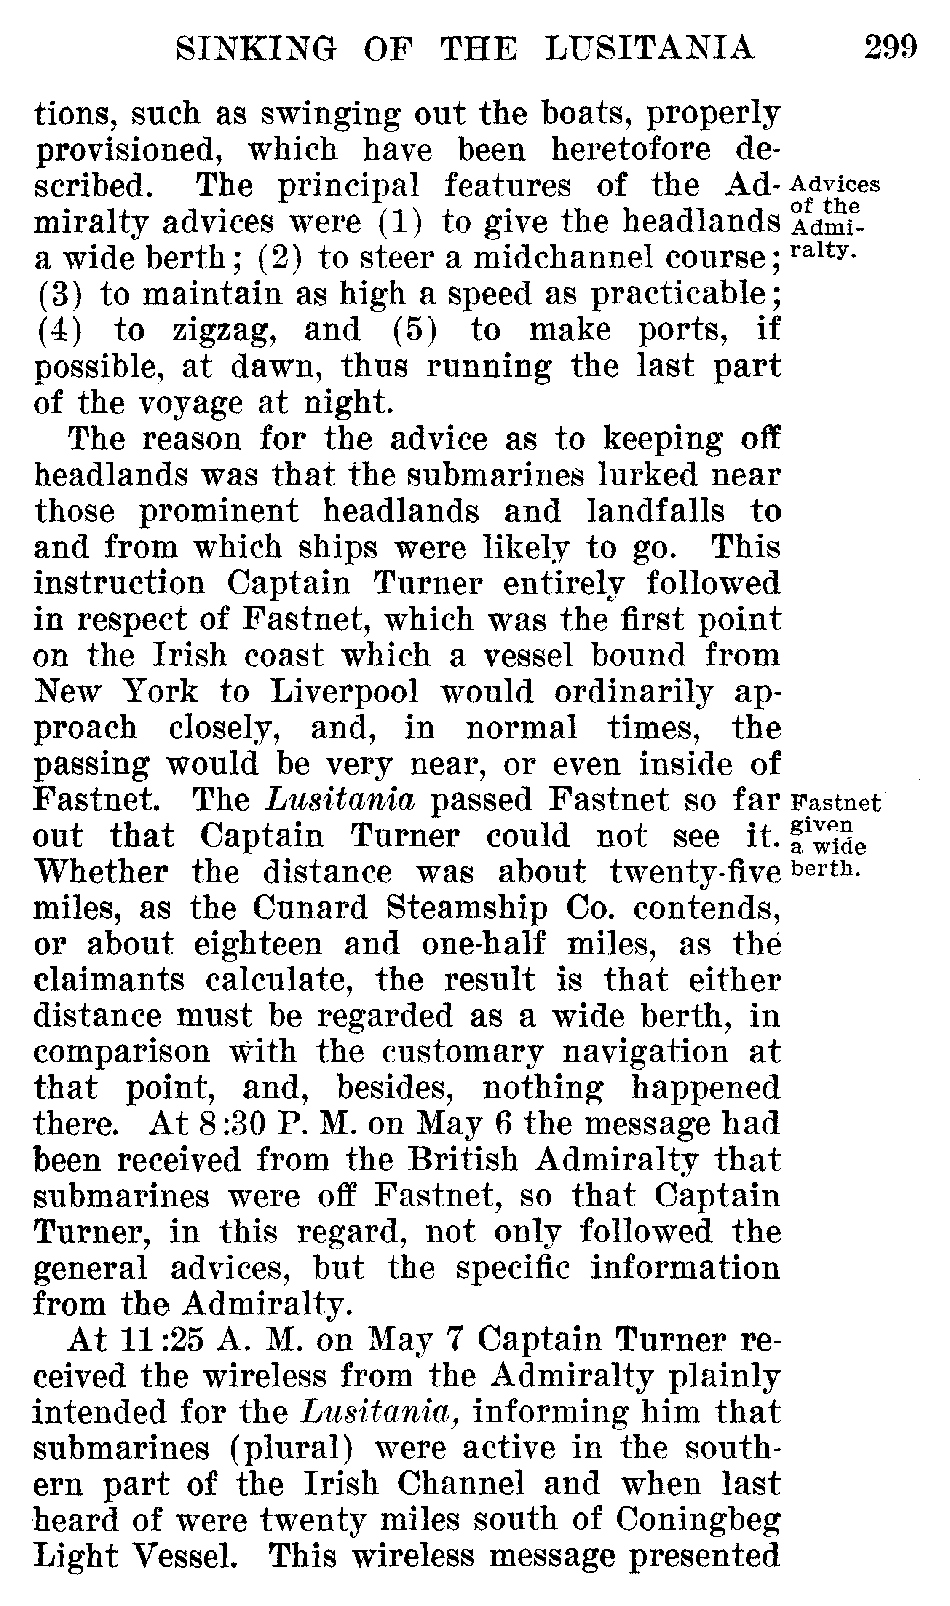 SINKING OF THE LUSITANIA 299
tions, such as swinging out the boats, properly
provisioned, which have been heretofore de-
scribed. The principal features of the Ad-
miralty advices were (1) to give the headlands
a wide berth; (2) to steer a midchannel course;
(3) to maintain as high a speed as practicable;
(4) to zigzag, and (5) to make ports, if
possible, at dawn, thus running the last part
of the voyage at night.
Advices
of the
Admi-
ralty.
The reason for the advice as to keeping off
headlands was that the submarines lurked near
those prominent headlands and landfalls to
and from which ships were likely to go. This
instruction Captain Turner entirely followed
in respect of Fastnet, which was the first point
on the Irish coast which a vessel bound from
New York to Liverpool would ordinarily ap-
proach closely, and, in normal times, the
passing would be very near, or even inside of
Fastnet. The Lusitania passed Fastnet so far
out that Captain Turner could not see it.
Whether the distance was about twenty-five
miles, as the Cunard Steamship Co. contends,
or about eighteen and one-half miles, as the
claimants calculate, the result is that either
distance must be regarded as a wide berth, in
comparison with the customary navigation at
that point, and, besides, nothing happened
there. At 8:30 P. M. on May 6 the message had
been received from the British Admiralty that
submarines were off Fastnet, so that Captain
Turner, in this regard, not only followed the
general advices, but the specific information
from the Admiralty.
Fastnet
given
a wide
berth.
At 11:25 A. M. on May 7 Captain Turner re-
ceived the wireless from the Admiralty plainly
intended for the Lusitania, informing him that
submarines (plural) were active in the south-
ern part of the Irish Channel and when last
heard of were twenty miles south of Coningbeg
Light Vessel. This wireless message presented